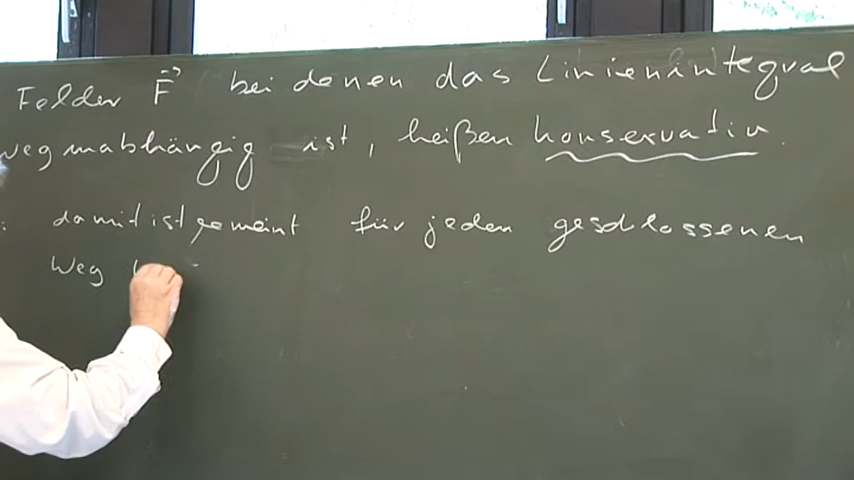 Felder F⃗ bei denen das Linienintegral
wegunabhängig ist, heißen konservativ.
: damit ist gemeint für jeden geschlossenen
Weg